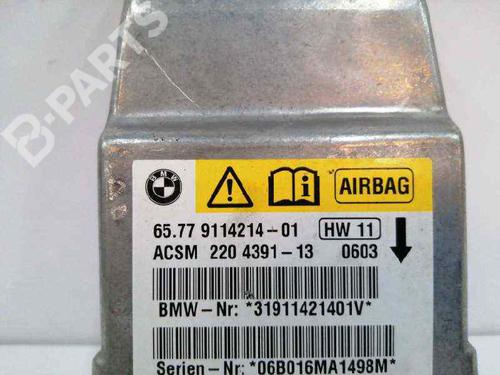 B-PARTS
BMW
AIRBAG
65.77 9114214-01 HW 11
ACSM 220 4391-13 0603
BMW-Nr: *31911421401V*
Serien-Nr: *06B016MA1498M*